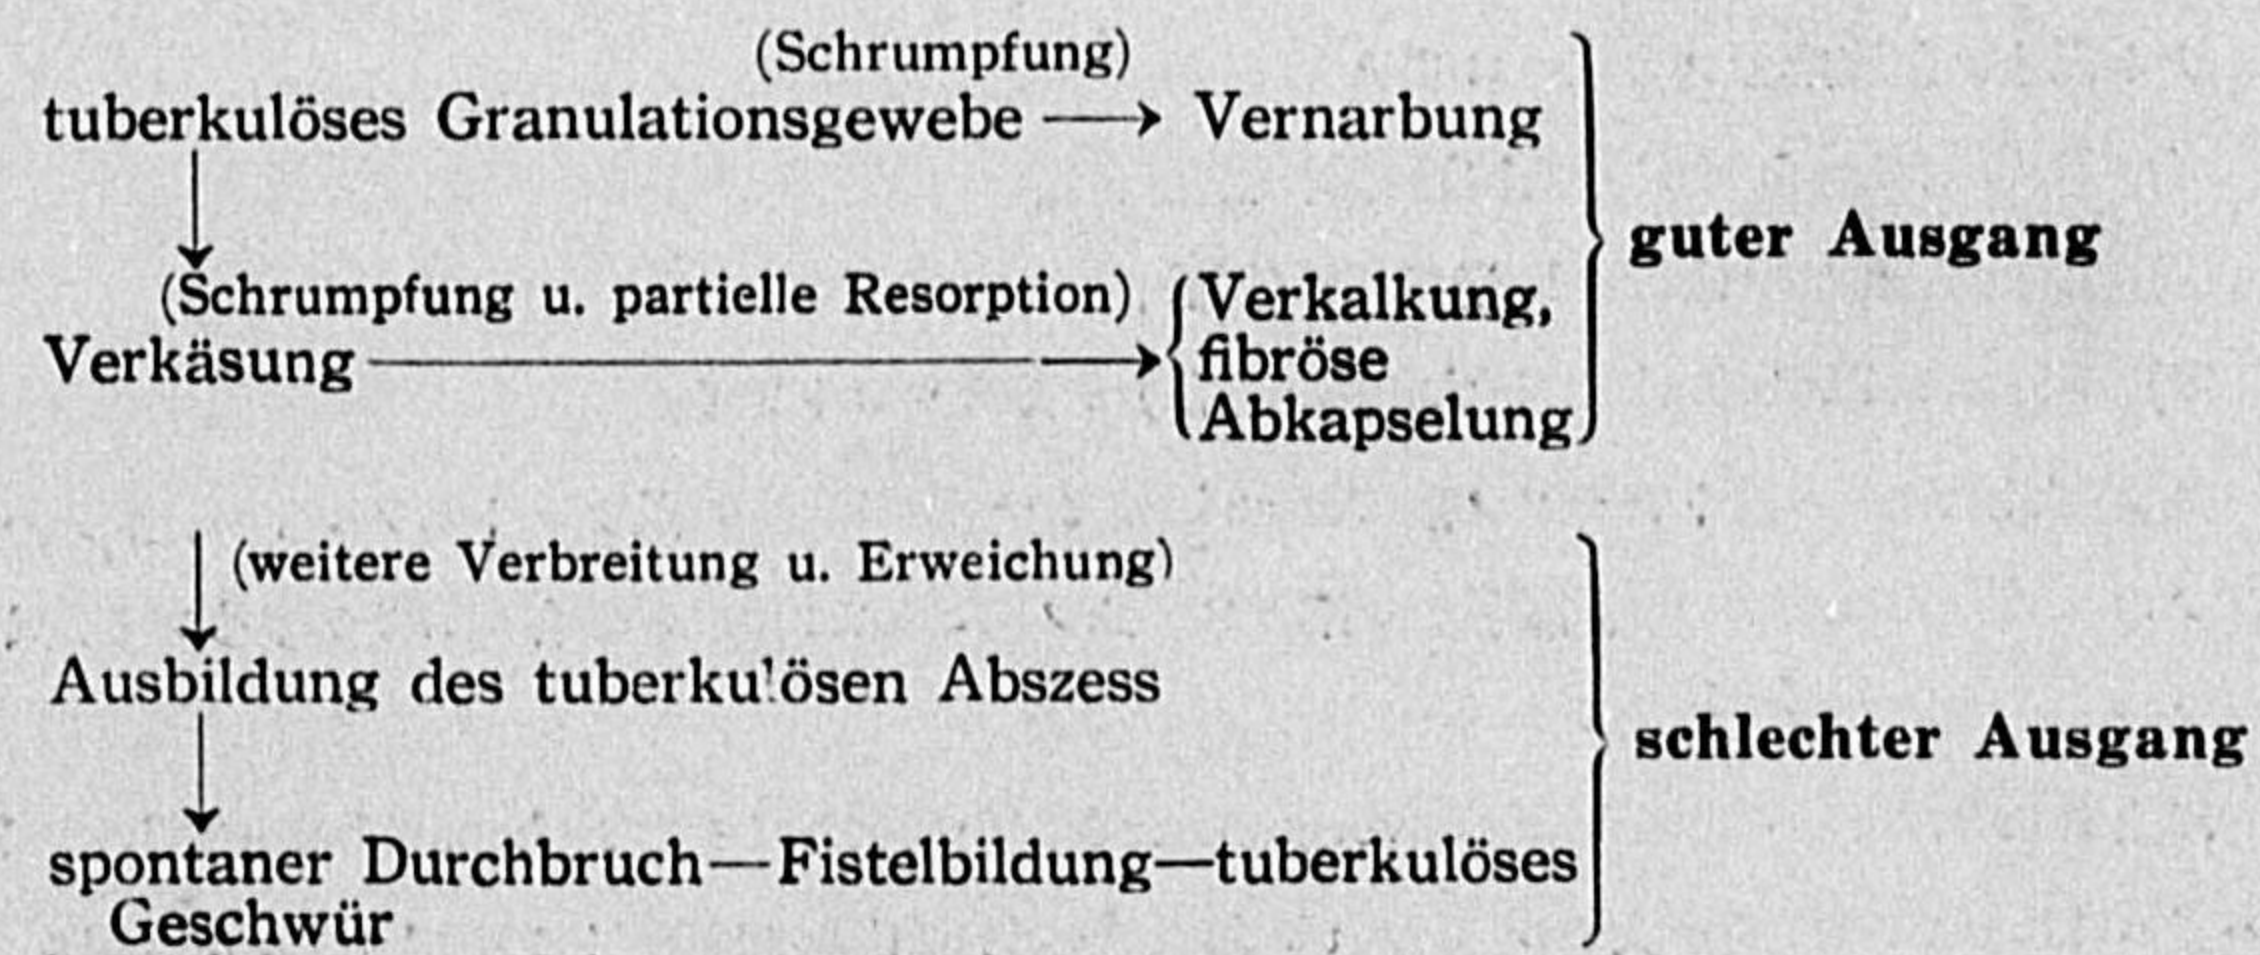 (Schrumpfung)
tuberkulöses Granulationsgewebe ⟶ Vernarbung
guter Ausgang
(Schrumpfung u. partielle Resorption)
Verkalkung,
Verkäsung ⟶ fibröse
Abkapselung
(weitere Verbreitung u. Erweichung)
Ausbildung des tuberkulösen Abszess
schlechter Ausgang
spontaner Durchbruch—Fistelbildung—tuberkulöses
Geschwür